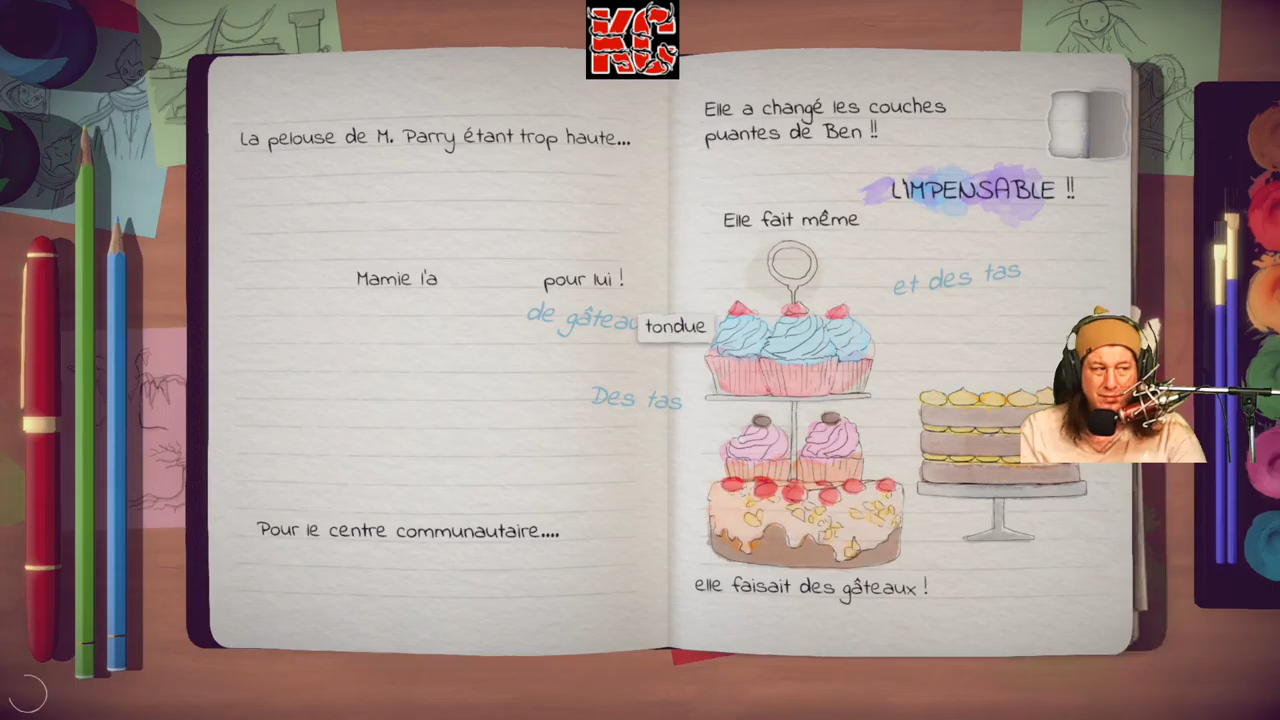 KC
La pelouse de M. Parry étant trop haute...
Mamie l'a pour lui !
de gâteau
tondue
Des tas
Pour le centre communautaire....
Elle a changé les couches
puantes de Ben !!
L'IMPENSABLE !!
Elle fait même
et des tas
elle faisait des gâteaux !